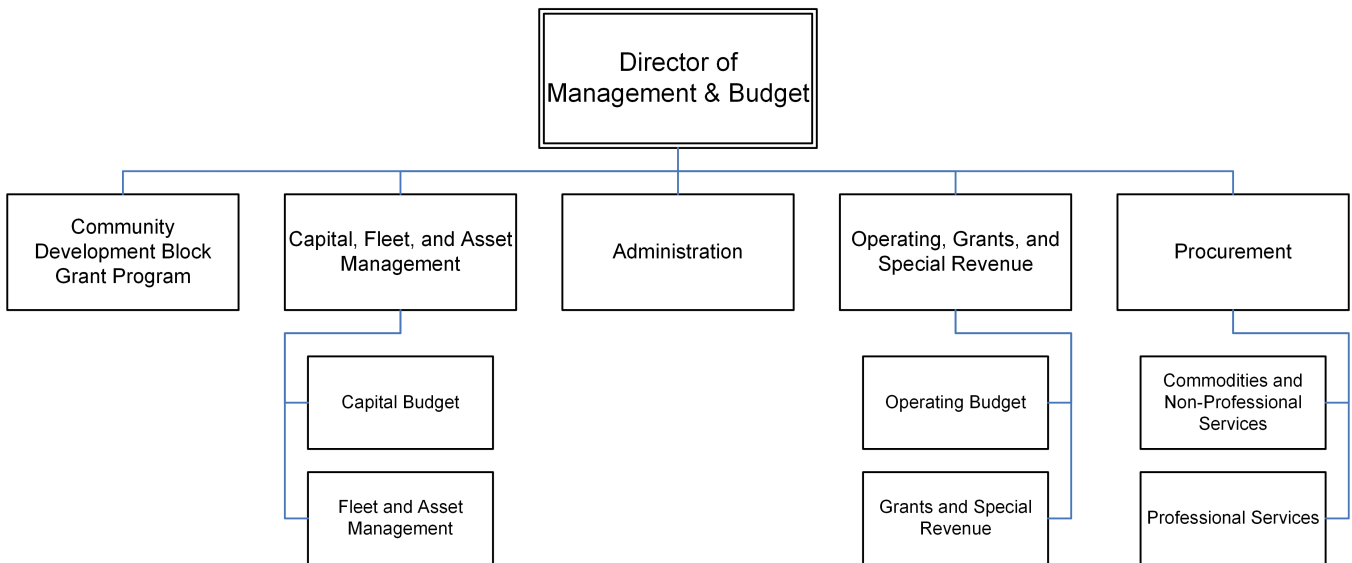 Director of
Management & Budget
Community
Development Block
Grant Program
Capital, Fleet, and Asset
Management
Administration
Operating, Grants, and
Special Revenue
Procurement
Capital Budget
Operating Budget
Commodities and
Non-Professional
Services
Fleet and Asset
Management
Grants and Special
Revenue
Professional Services